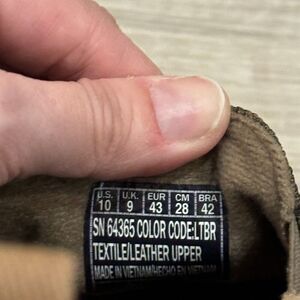 U.S. U.K. EUR CM BRA
10 9 43 28 42
SN 64365 COLOR CODE:LTBR
TEXTILE/LEATHER UPPER
MADE IN VIETNAM/HECHO EN VIETNAM